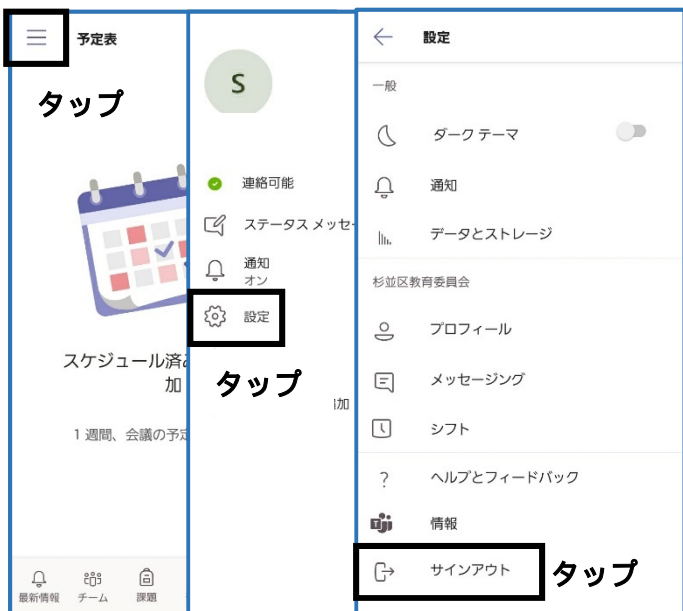 予定表
タップ
スケジュール済み
加
1週間、会議の予定
最新情報 チーム 課題
S
連絡可能
ステータス メッセー
通知
オン
設定
タップ
追加
設定
一般
ダーク テーマ
通知
データとストレージ
杉並区教育委員会
プロフィール
メッセージング
シフト
? ヘルプとフィードバック
情報
サインアウト
タップ